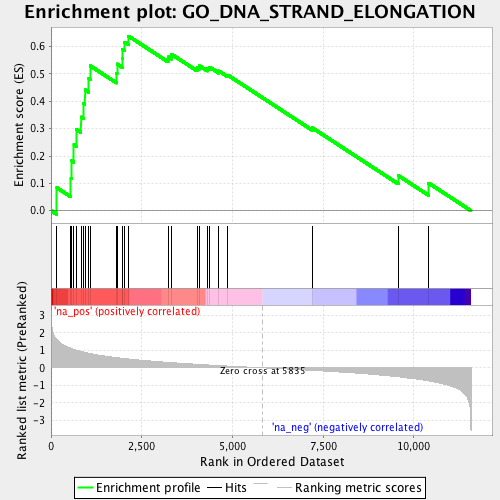 Enrichment plot: GO_DNA_STRAND_ELONGATION
Enrichment score (ES)
0.6
0.5
0.4
0.3
0.2
0.1
0.0
'na_pos' (positively correlated)
Ranked list metric (PreRanked)
3
2
1
0
-1
-2
-3
Zero cross at 5835
'na_neg' (negatively correlated)
0 2,500 5,000 7,500 10,000
Rank in Ordered Dataset
Enrichment profile Hits Ranking metric scores